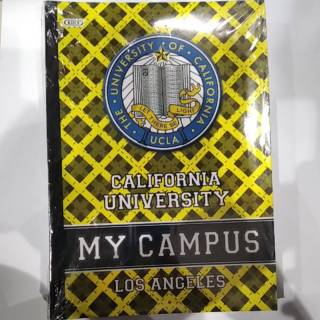 THE UNIVERSITY OF CALIFORNIA
LET THERE BE LIGHT
UCLA
CALIFORNIA
UNIVERSITY
MY CAMPUS
LOS ANGELES